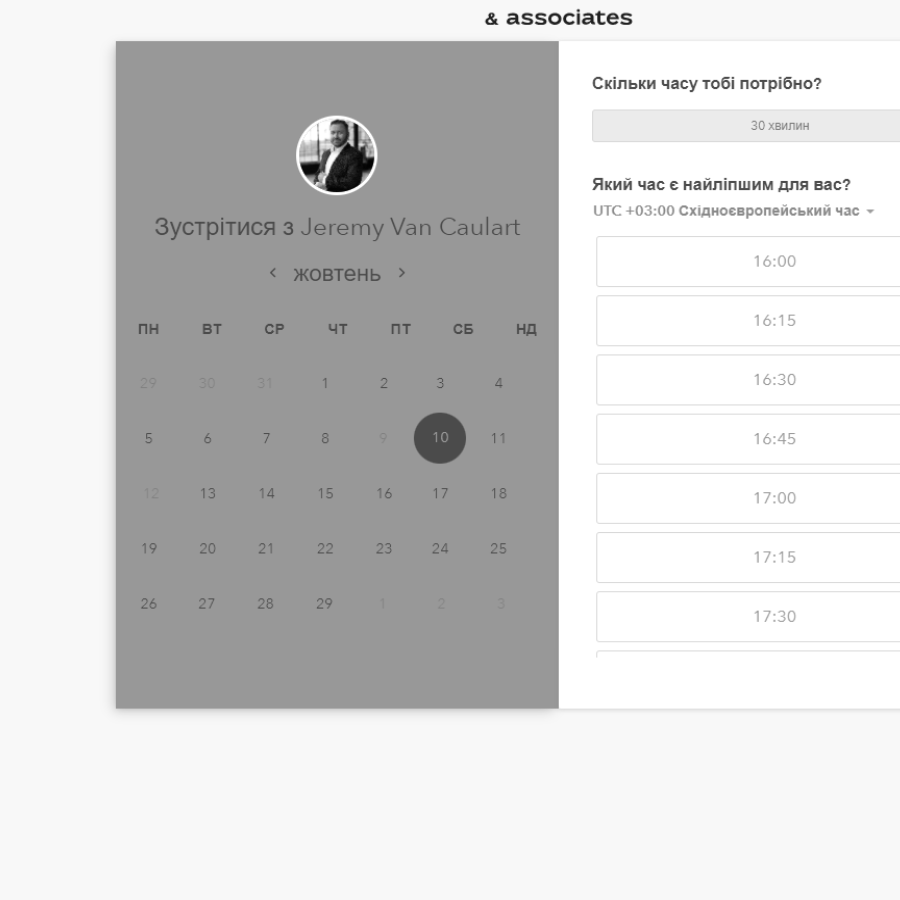 & associates
Зустрітися з Jeremy Van Caulart
жовтень
ПН ВТ СР ЧТ ПТ СБ НД
29 30 31 1 2 3 4
5 6 7 8 9 10 11
12 13 14 15 16 17 18
19 20 21 22 23 24 25
26 27 28 29 1 2 3
Скільки часу тобі потрібно?
30 хвилин
Який час є найліпшим для вас?
UTC +03:00 Східноєвропейський час
16:00
16:15
16:30
16:45
17:00
17:15
17:30